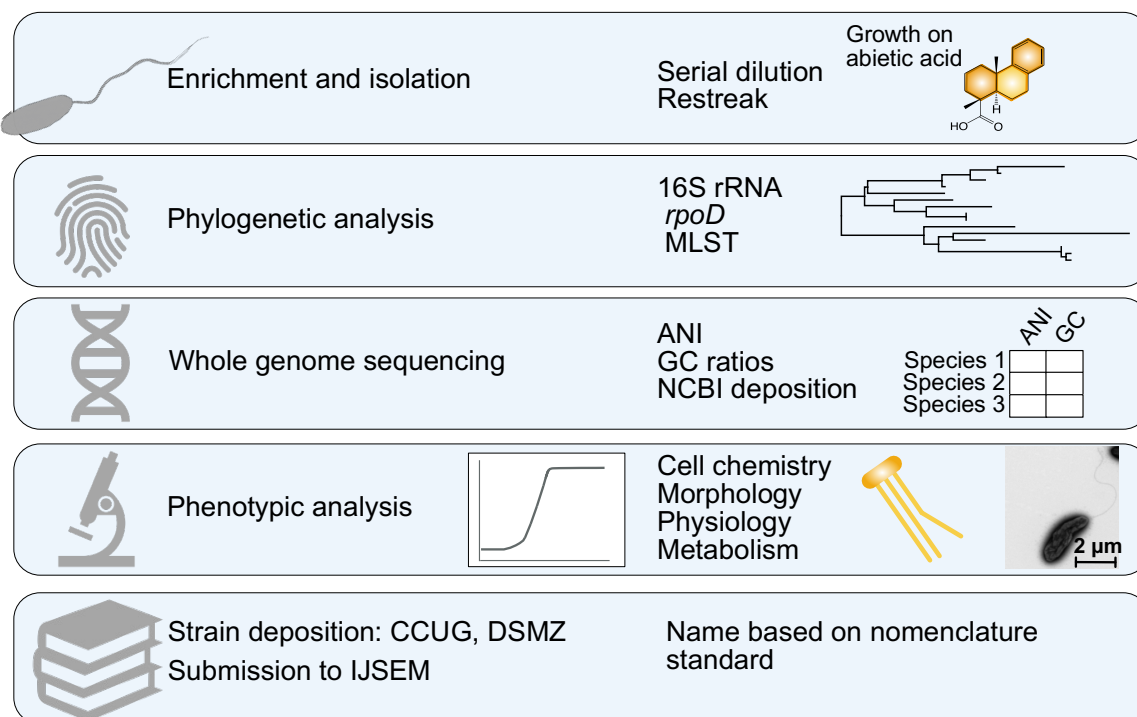 Enrichment and isolation
Serial dilution
Restreak
Growth on
abietic acid
H
HO
O
Phylogenetic analysis
16S rRNA
rpoD
MLST
Whole genome sequencing
ANI
GC ratios
NCBI deposition
ANI
GC
Species 1
Species 2
Species 3
Phenotypic analysis
Cell chemistry
Morphology
Physiology
Metabolism
2 µm
Strain deposition: CCUG, DSMZ
Submission to IJSEM
Name based on nomenclature
standard